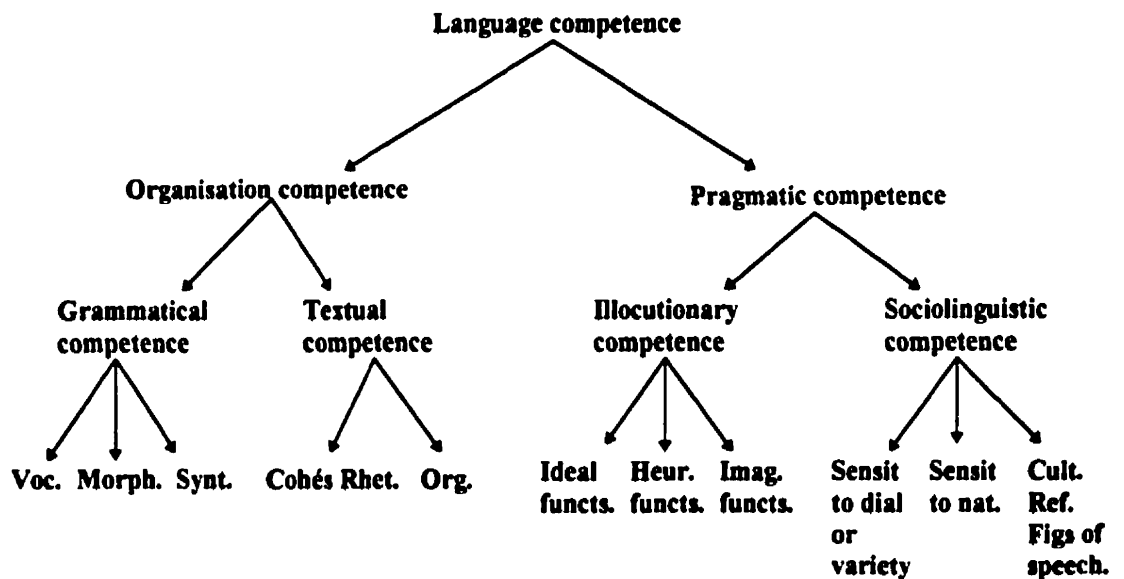 Language competence
Organisation competence
Pragmatic competence
Grammatical
competence
Textual
competence
Illocutionary
competence
Sociolinguistic
competence
Voc. Morph. Synt.
Cohés Rhet. Org.
Ideal
functs.
Heur.
functs.
Imag.
functs.
Sensit
to dial
or
variety
Sensit
to nat.
Cult.
Ref.
Figs of
speech.